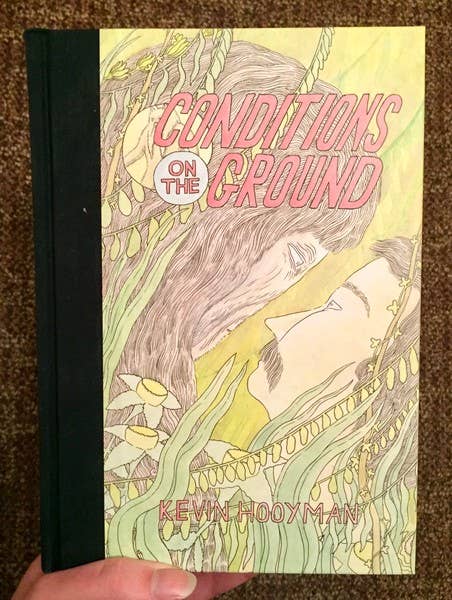 CONDITIONS
ON THE
GROUND
KEVIN HOOYMAN